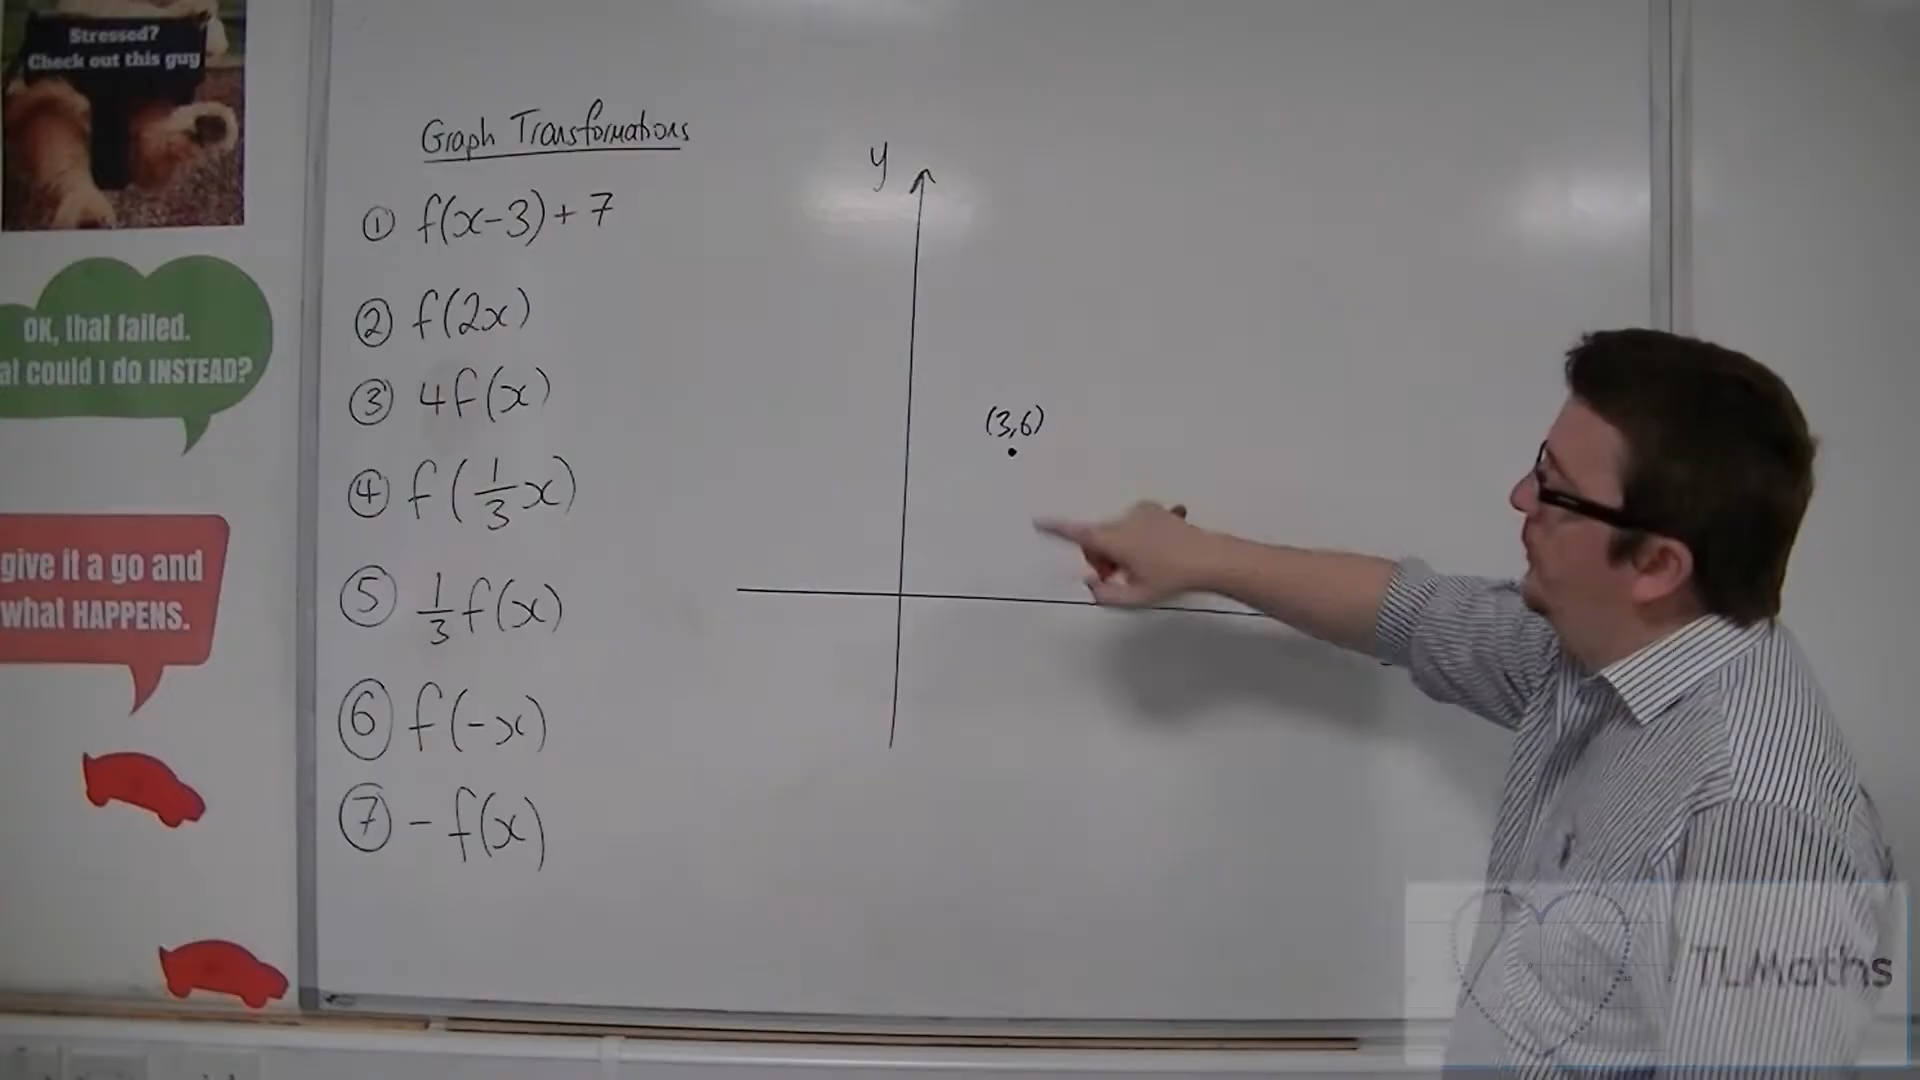 Stressed?
Check out this guy
OK, that failed.
at could I do INSTEAD?
give it a go and
what HAPPENS.
Graph Transformations
① f(x-3)+7
② f(2x)
③ 4f(x)
④ f(1/3x)
⑤ 1/3f(x)
⑥ f(-x)
⑦ -f(x)
y
(3,6)
TLMaths